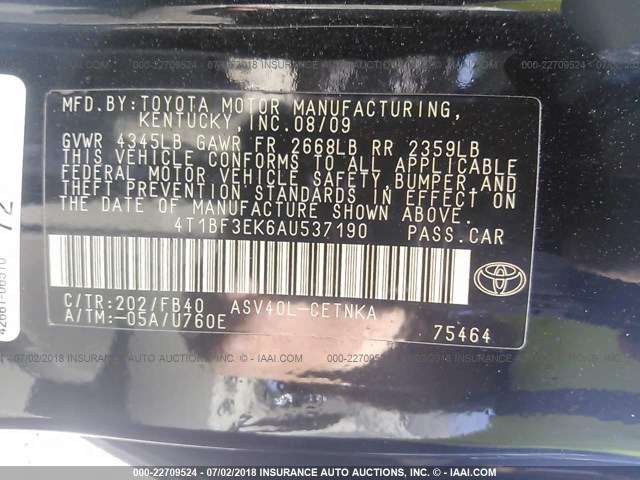 MFD.BY:TOYOTA MOTOR MANUFACTURING,
KENTUCKY, INC.08/09
GVWR 4345LB GAWR FR 2668LB RR 2359LB
THIS VEHICLE CONFORMS TO ALL APPLICABLE
FEDERAL MOTOR VEHICLE SAFETY, BUMPER, AND
THEFT PREVENTION STANDARDS IN EFFECT ON
THE DATE OF MANUFACTURE SHOWN ABOVE.
4T1BF3EK6AU537190 PASS.CAR
C/TR:202/FB40 ASV40L-CETNKA
A/TM:-05A/U760E
75464
42661-06510
72
000-22709524 - 07/02/2018 INSURANCE AUTO AUCTIONS - © - IAAI.COM